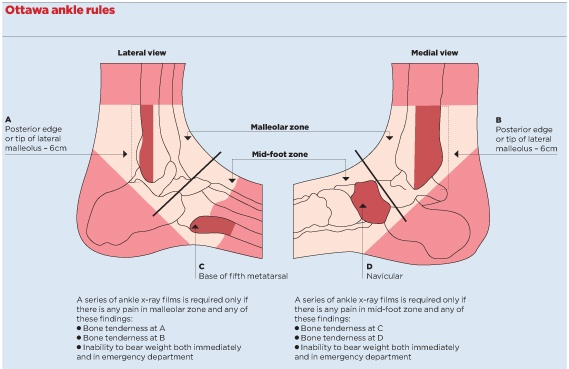 Ottawa ankle rules
Lateral view
Medial view
A
Posterior edge
or tip of lateral
malleolus – 6cm
Malleolar zone
Mid-foot zone
B
Posterior edge
or tip of lateral
malleolus – 6cm
C
Base of fifth metatarsal
D
Navicular
A series of ankle x-ray films is required only if
there is any pain in malleolar zone and any of
these findings:
● Bone tenderness at A
● Bone tenderness at B
● Inability to bear weight both immediately
and in emergency department
A series of ankle x-ray films is required only if
there is any pain in mid-foot zone and any of
these findings:
● Bone tenderness at C
● Bone tenderness at D
● Inability to bear weight both immediately
and in emergency department